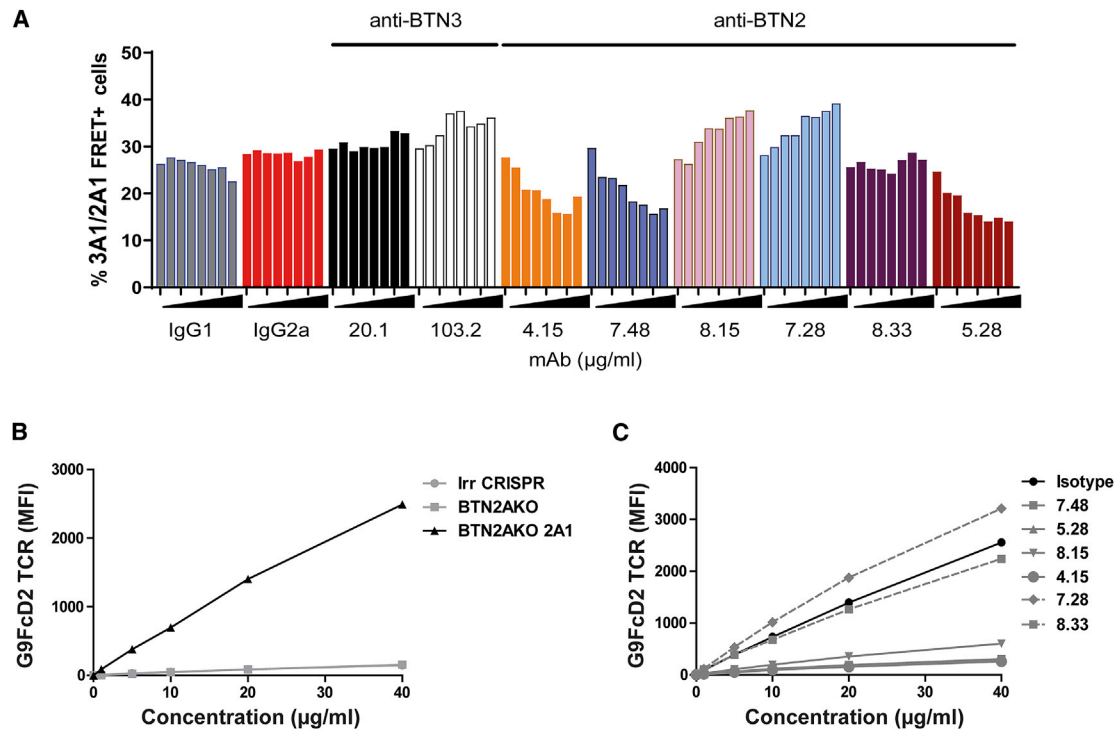 A
anti-BTN3
anti-BTN2
% 3A1/2A1 FRET+ cells
50
40
30
20
10
0
IgG1 IgG2a 20.1 103.2 4.15 7.48 8.15 7.28 8.33 5.28
mAb (µg/ml)
B
G9FcD2 TCR (MFI)
3000
2000
1000
0
0 10 20 30 40
Concentration (µg/ml)
Irr CRISPR
BTN2AKO
BTN2AKO 2A1
C
G9FcD2 TCR (MFI)
4000
3000
2000
1000
0
0 10 20 30 40
Concentration (µg/ml)
Isotype
7.48
5.28
8.15
4.15
7.28
8.33